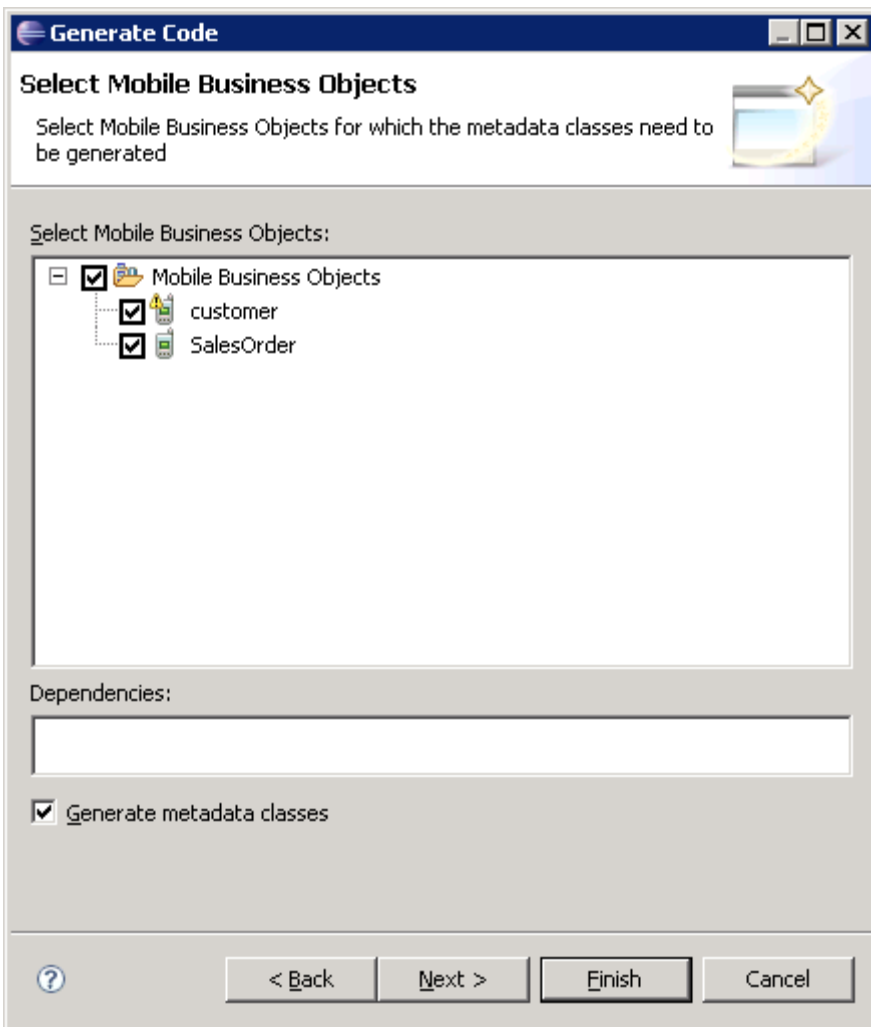 Generate Code
Select Mobile Business Objects
Select Mobile Business Objects for which the metadata classes need to
be generated
Select Mobile Business Objects:
Mobile Business Objects
customer
SalesOrder
Dependencies:
Generate metadata classes
?
< Back
Next >
Finish
Cancel